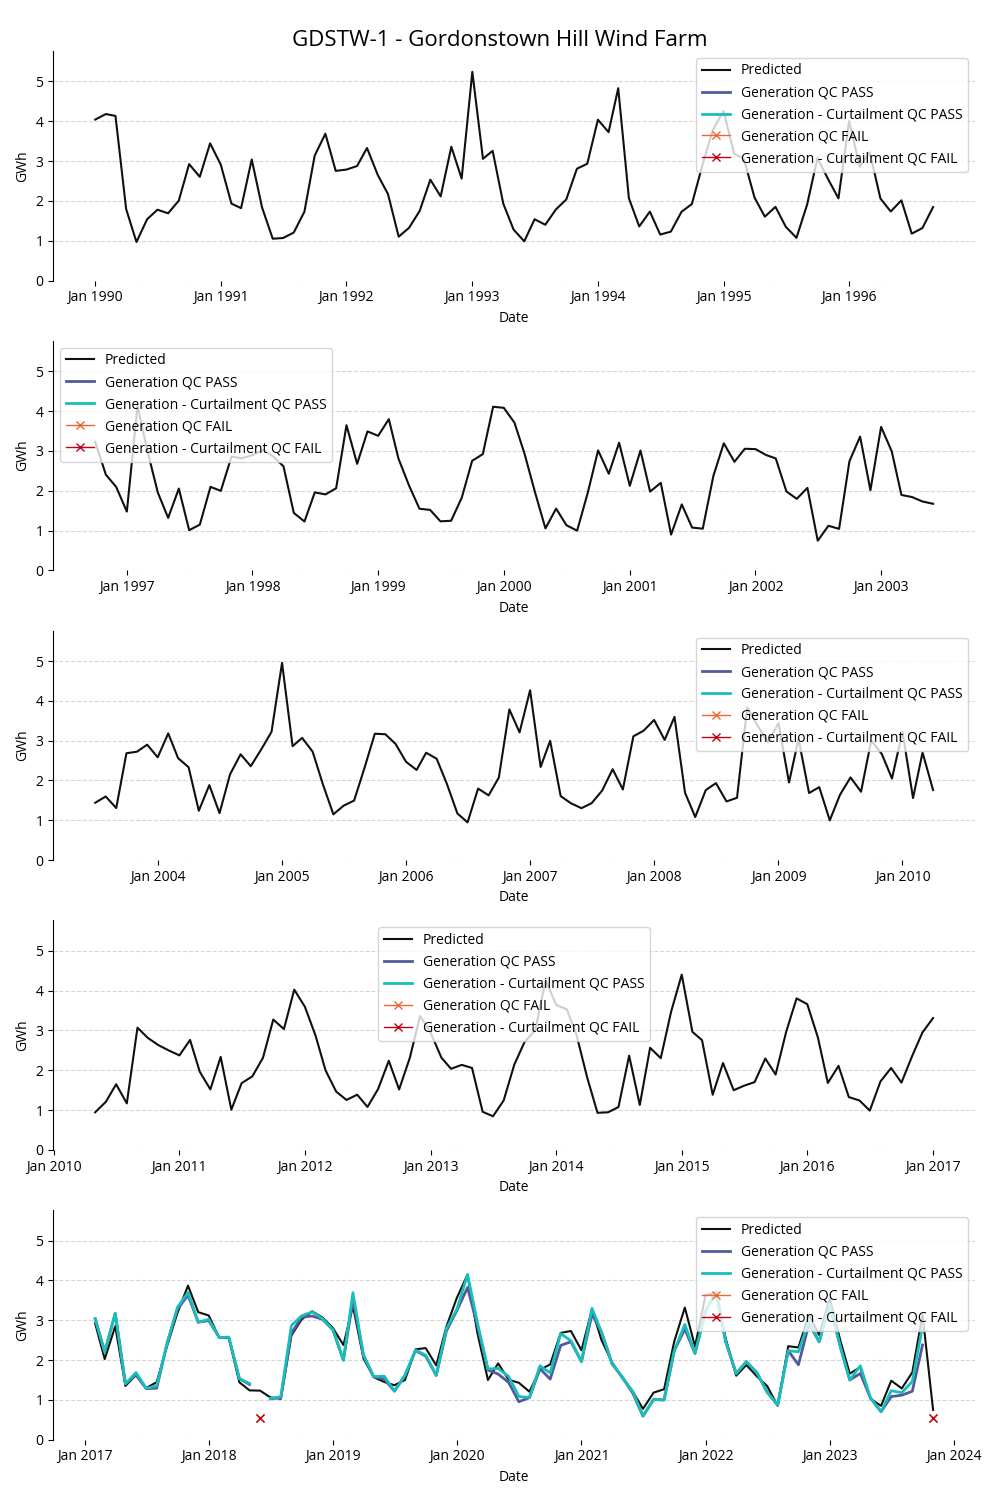 GDSTW-1 - Gordonstown Hill Wind Farm
Predicted
Generation QC PASS
Generation - Curtailment QC PASS
Generation QC FAIL
Generation - Curtailment QC FAIL
GWh
5
4
3
2
1
0
Jan 1990 Jan 1991 Jan 1992 Jan 1993 Jan 1994 Jan 1995 Jan 1996
Date
Predicted
Generation QC PASS
Generation - Curtailment QC PASS
Generation QC FAIL
Generation - Curtailment QC FAIL
GWh
5
4
3
2
1
0
Jan 1997 Jan 1998 Jan 1999 Jan 2000 Jan 2001 Jan 2002 Jan 2003
Date
Predicted
Generation QC PASS
Generation - Curtailment QC PASS
Generation QC FAIL
Generation - Curtailment QC FAIL
GWh
5
4
3
2
1
0
Jan 2004 Jan 2005 Jan 2006 Jan 2007 Jan 2008 Jan 2009 Jan 2010
Date
Predicted
Generation QC PASS
Generation - Curtailment QC PASS
Generation QC FAIL
Generation - Curtailment QC FAIL
GWh
5
4
3
2
1
0
Jan 2010 Jan 2011 Jan 2012 Jan 2013 Jan 2014 Jan 2015 Jan 2016 Jan 2017
Date
Predicted
Generation QC PASS
Generation - Curtailment QC PASS
Generation QC FAIL
Generation - Curtailment QC FAIL
GWh
5
4
3
2
1
0
Jan 2017 Jan 2018 Jan 2019 Jan 2020 Jan 2021 Jan 2022 Jan 2023 Jan 2024
Date